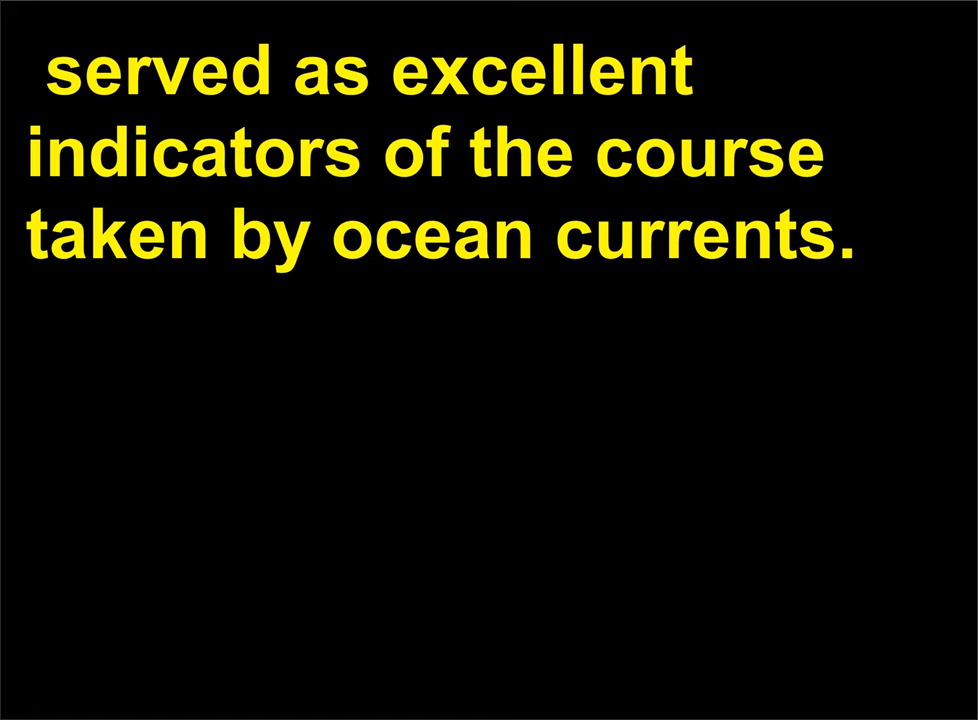 served as excellent
indicators of the course
taken by ocean currents.